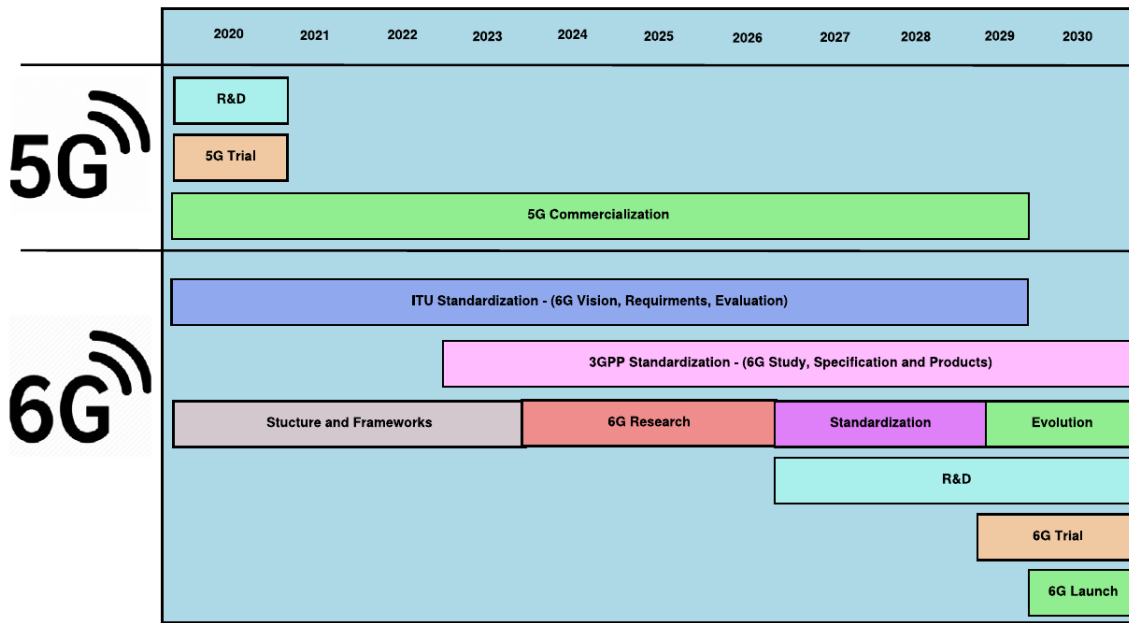 2020 2021 2022 2023 2024 2025 2026 2027 2028 2029 2030
5G
R&D
5G Trial
5G Commercialization
6G
ITU Standardization - (6G Vision, Requirments, Evaluation)
3GPP Standardization - (6G Study, Specification and Products)
Stucture and Frameworks 6G Research Standardization Evolution
R&D
6G Trial
6G Launch